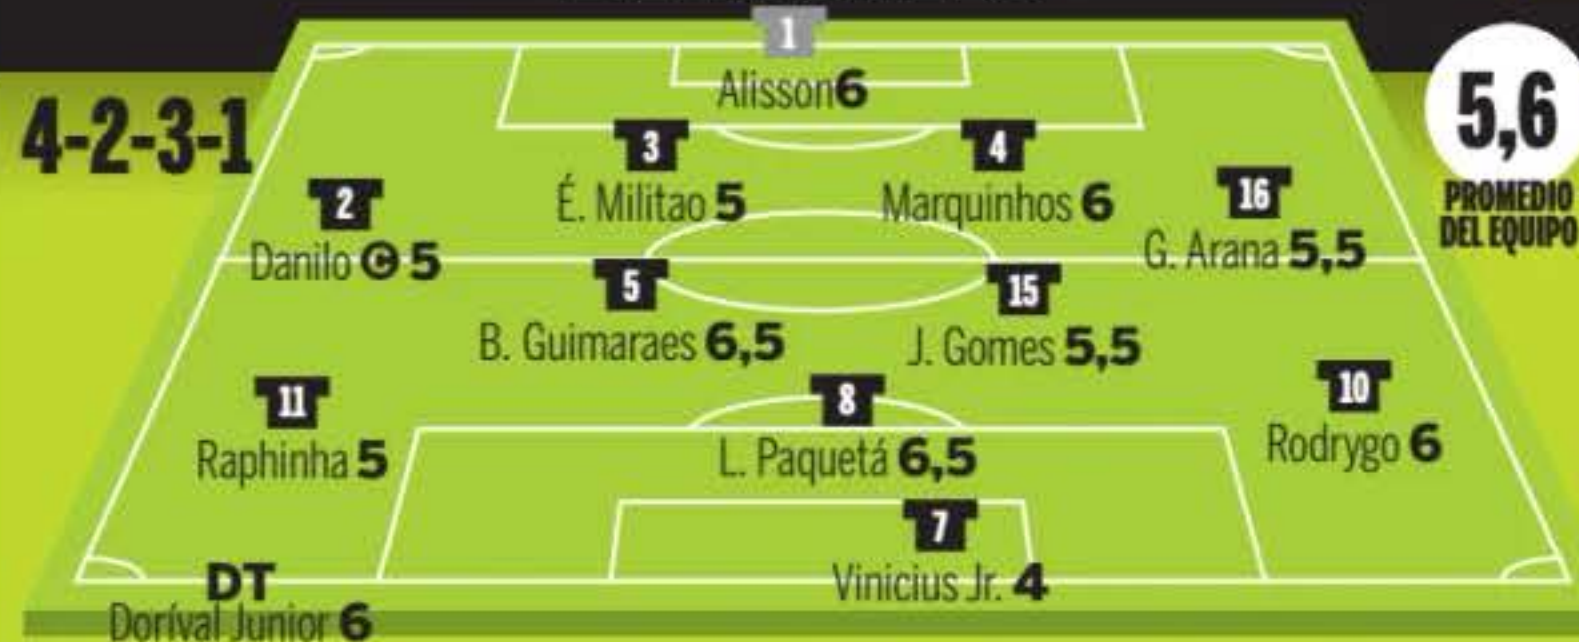 4-2-3-1
1
Alisson 6
3
É. Militao 5
4
Marquinhos 6
2
Danilo C 5
16
G. Arana 5,5
5,6
PROMEDIO
DEL EQUIPO
5
B. Guimaraes 6,5
15
J. Gomes 5,5
11
Raphinha 5
8
L. Paquetá 6,5
10
Rodrygo 6
7
Vinicius Jr. 4
DT
Doríval Junior 6